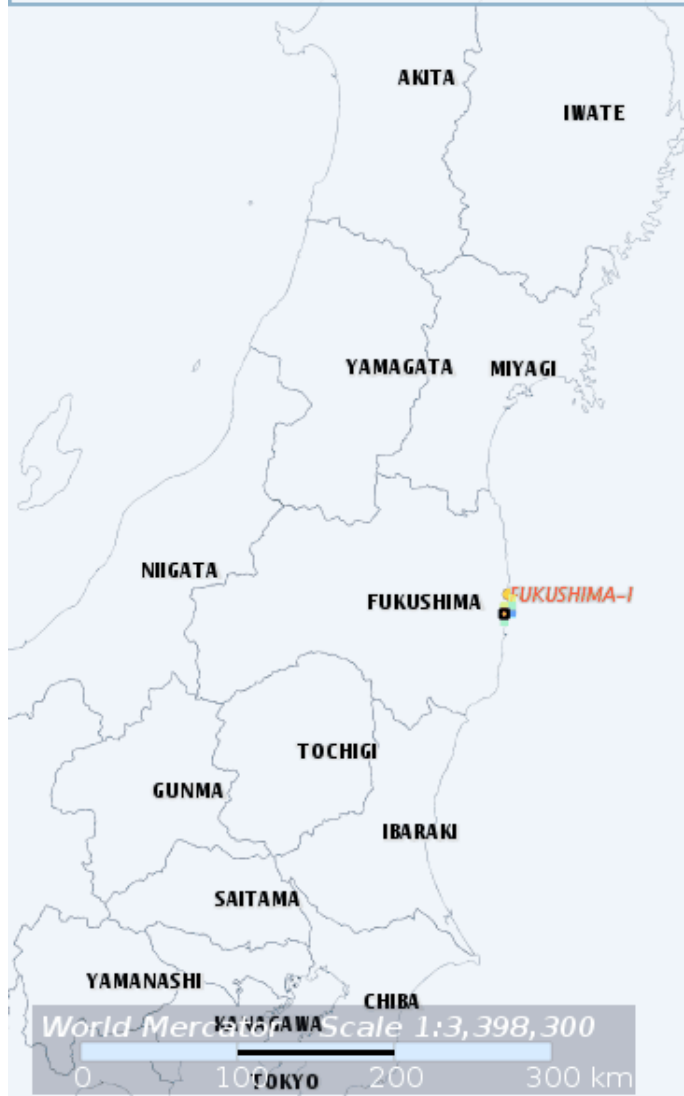 AKITA
IWATE
YAMAGATA
MIYAGI
NIIGATA
FUKUSHIMA
FUKUSHIMA-I
TOCHIGI
GUNMA
IBARAKI
SAITAMA
YAMANASHI
CHIBA
KANAGAWA
World Mercator Scale 1:3,398,300
0 100 200 300 km
TOKYO